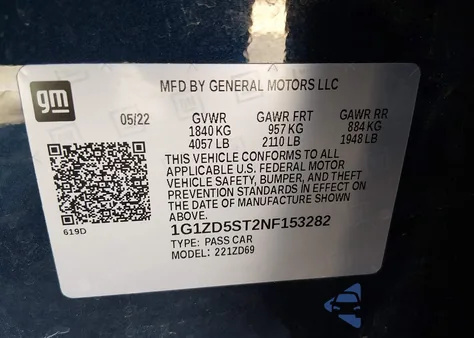 gm
MFD BY GENERAL MOTORS LLC
05/22 GVWR GAWR FRT GAWR RR
1840 KG 957 KG 884 KG
4057 LB 2110 LB 1948 LB
THIS VEHICLE CONFORMS TO ALL
APPLICABLE U.S. FEDERAL MOTOR
VEHICLE SAFETY, BUMPER, AND THEFT
PREVENTION STANDARDS IN EFFECT ON
THE DATE OF MANUFACTURE SHOWN
ABOVE.
619D
1G1ZD5ST2NF153282
TYPE: PASS CAR
MODEL: 221ZD69